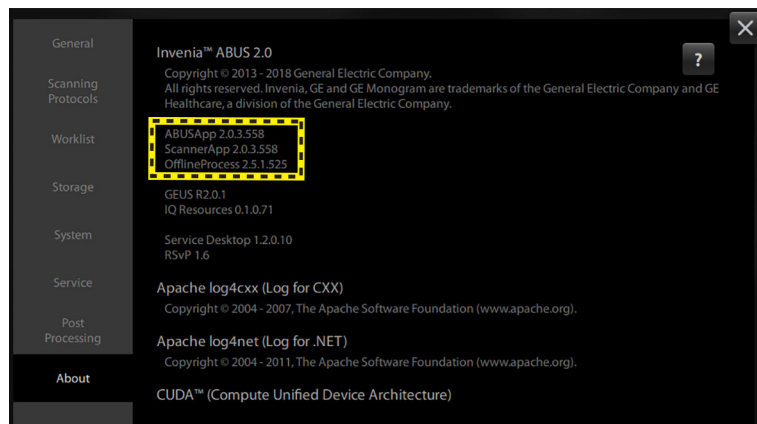 General
Scanning
Protocols
Worklist
Storage
System
Service
Post
Processing
About
Invenia™ ABUS 2.0
?
Copyright © 2013 - 2018 General Electric Company.
All rights reserved. Invenia, GE and GE Monogram are trademarks of the General Electric Company and GE
Healthcare, a division of the General Electric Company.
ABUSApp 2.0.3.558
ScannerApp 2.0.3.558
OfflineProcess 2.5.1.525
GEUS R2.0.1
IQ Resources 0.1.0.71
Service Desktop 1.2.0.10
RSvP 1.6
Apache log4cxx (Log for CXX)
Copyright © 2004 - 2007, The Apache Software Foundation (www.apache.org).
Apache log4net (Log for .NET)
Copyright © 2004 - 2011, The Apache Software Foundation (www.apache.org).
CUDA™ (Compute Unified Device Architecture)